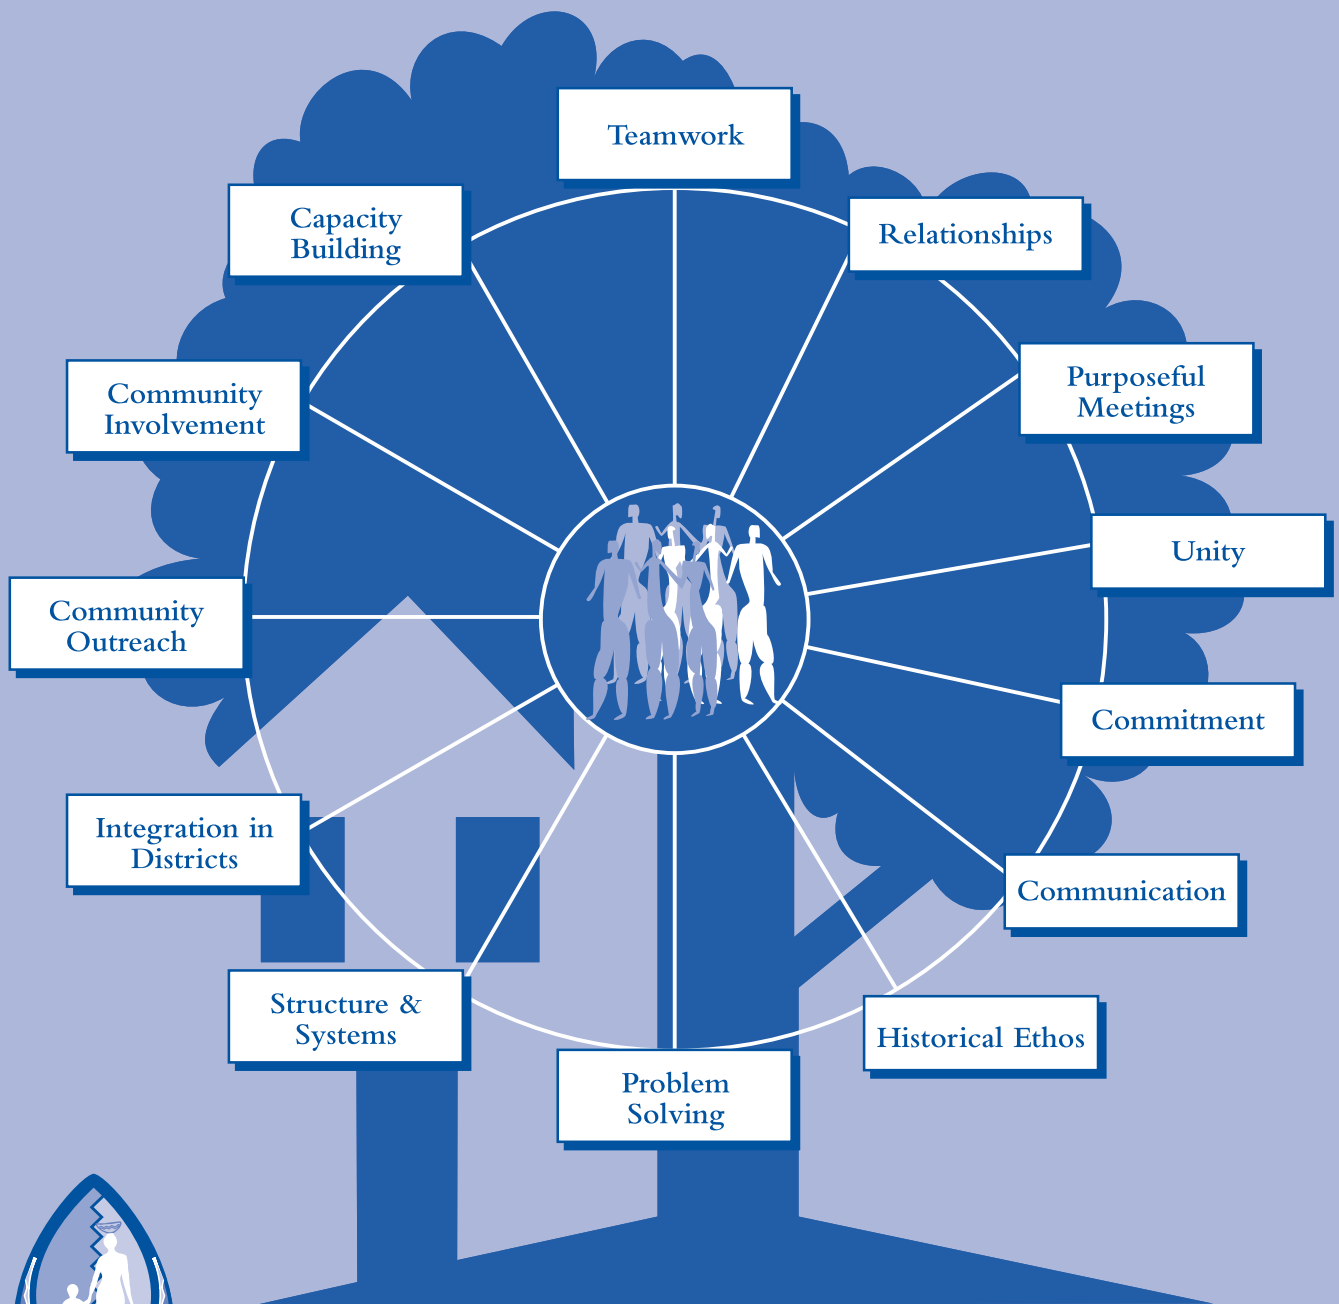 Teamwork
Capacity
Building
Relationships
Community
Involvement
Purposeful
Meetings
Unity
Community
Outreach
Commitment
Integration in
Districts
Communication
Structure &
Systems
Historical Ethos
Problem
Solving